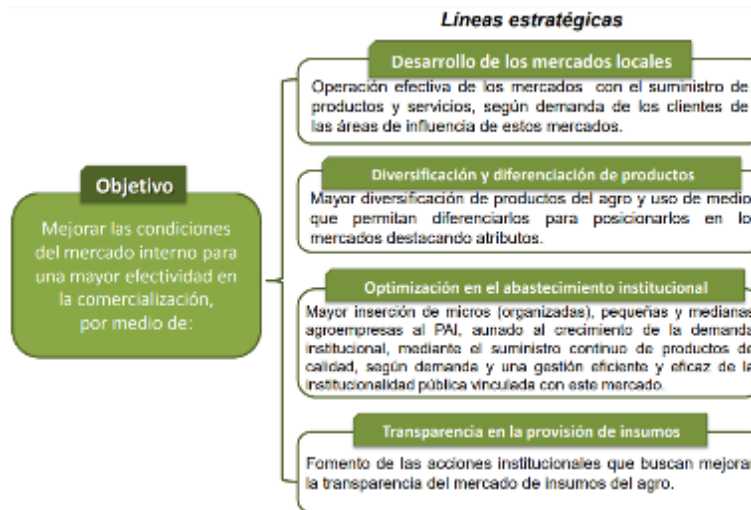 Líneas estratégicas
Objetivo
Mejorar las condiciones
del mercado interno para
una mayor efectividad en
la comercialización,
por medio de:
Desarrollo de los mercados locales
Operación efectiva de los mercados con el suministro de
productos y servicios, según demanda de los clientes de
las áreas de influencia de estos mercados.
Diversificación y diferenciación de productos
Mayor diversificación de productos del agro y uso de medio
que permitan diferenciarlos para posicionarlos en lo
mercados destacando atributos.
Optimización en el abastecimiento institucional
Mayor inserción de micros (organizadas), pequeñas y mediana
agroempresas al PAI, aunado al crecimiento de la demanda
institucional, mediante el suministro continuo de productos de
calidad, según demanda y una gestión eficiente y eficaz de la
institucionalidad pública vinculada con este mercado.
Transparencia en la provisión de insumos
Fomento de las acciones institucionales que buscan mejorar
la transparencia del mercado de insumos del agro.